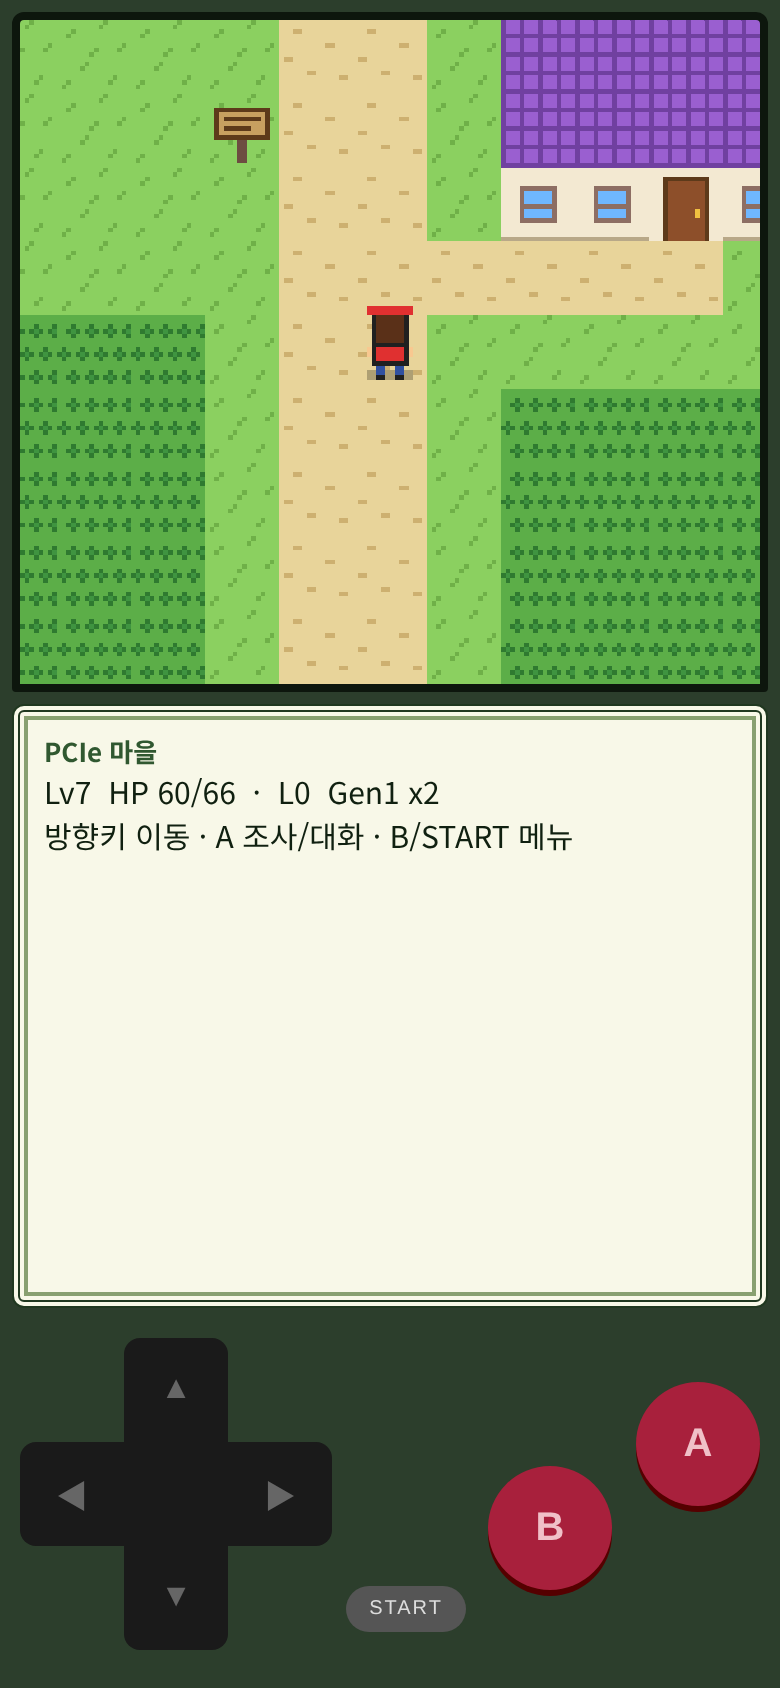 PCIe 마을
Lv7 HP 60/66 · L0 Gen1 x2
방향키 이동 · A 조사/대화 · B/START 메뉴
▲
◀ ▶
▼
A
B
START